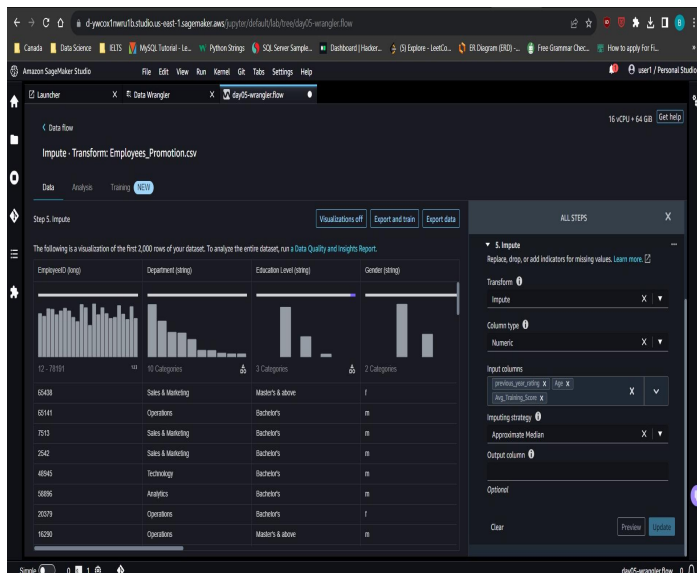 d-ywcox1nwru1b.studio.us-east-1.sagemaker.aws/jupyter/default/lab/tree/day05-wrangler.flow
Canada
Data Science
IELTS
MySQL Tutorial - Le...
Python Strings
SQL Server Sample...
Dashboard | Hacker...
(5) Explore - LeetCo...
ER Diagram (ERD) -...
Free Grammar Chec...
How to apply For Fi...
Amazon SageMaker Studio
File Edit View Run Kernel Git Tabs Settings Help
user1 / Personal Studio
Launcher X
Data Wrangler X
day05-wrangler.flow
Data flow
16 vCPU + 64 GiB Get help
Impute · Transform: Employees_Promotion.csv
Data Analysis Training NEW
Step 5. Impute
Visualizations off Export and train Export data
The following is a visualization of the first 2,000 rows of your dataset. To analyze the entire dataset, run a Data Quality and Insights Report.
EmployeeID (long) Department (string) Education Level (string) Gender (string)
12 - 78191 10 Categories 3 Categories 2 Categories
65438 Sales & Marketing Master's & above f
65141 Operations Bachelor's m
7513 Sales & Marketing Bachelor's m
2542 Sales & Marketing Bachelor's m
48945 Technology Bachelor's m
58896 Analytics Bachelor's m
20379 Operations Bachelor's f
16290 Operations Master's & above m
ALL STEPS X
5. Impute
Replace, drop, or add indicators for missing values. Learn more.
Transform
Impute X
Column type
Numeric X
Input columns
previous_year_rating x Age x
Avg_Training_Score x
X
Imputing strategy
Approximate Median X
Output column
Optional
Clear Preview Update
Simple 0 1 day05-wrangler.flow 0